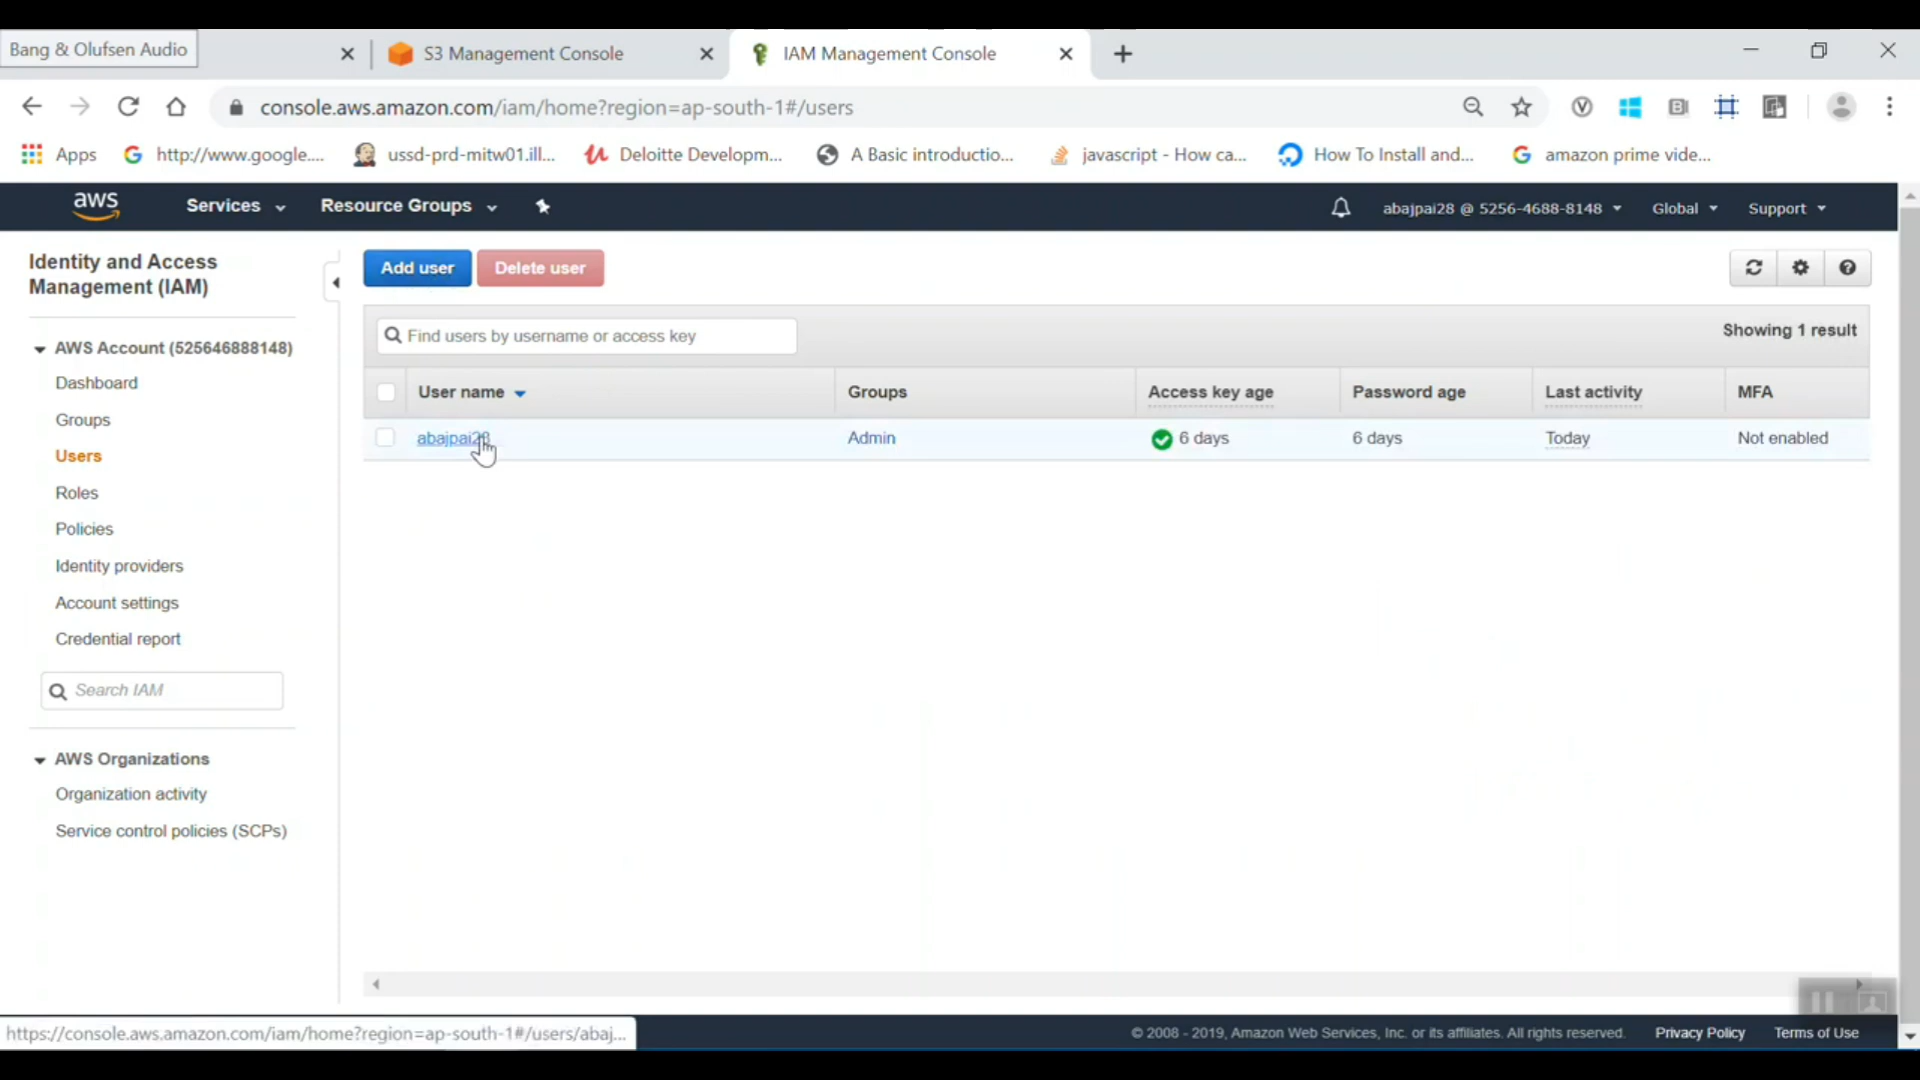 Bang & Olufsen Audio
S3 Management Console
IAM Management Console
console.aws.amazon.com/iam/home?region=ap-south-1#/users
Apps
http://www.google....
ussd-prd-mitw01.ill...
Deloitte Developm...
A Basic introductio...
javascript - How ca...
How To Install and...
amazon prime vide...
aws
Services
Resource Groups
abajpai28 @ 5256-4688-8148
Global
Support
Identity and Access
Management (IAM)
AWS Account (525646888148)
Dashboard
Groups
Users
Roles
Policies
Identity providers
Account settings
Credential report
Search IAM
AWS Organizations
Organization activity
Service control policies (SCPs)
Add user
Delete user
Find users by username or access key
Showing 1 result
User name
Groups
Access key age
Password age
Last activity
MFA
abajpai28
Admin
6 days
6 days
Today
Not enabled
https://console.aws.amazon.com/iam/home?region=ap-south-1#/users/abaj...
© 2008 - 2019, Amazon Web Services, Inc. or its affiliates. All rights reserved.
Privacy Policy
Terms of Use